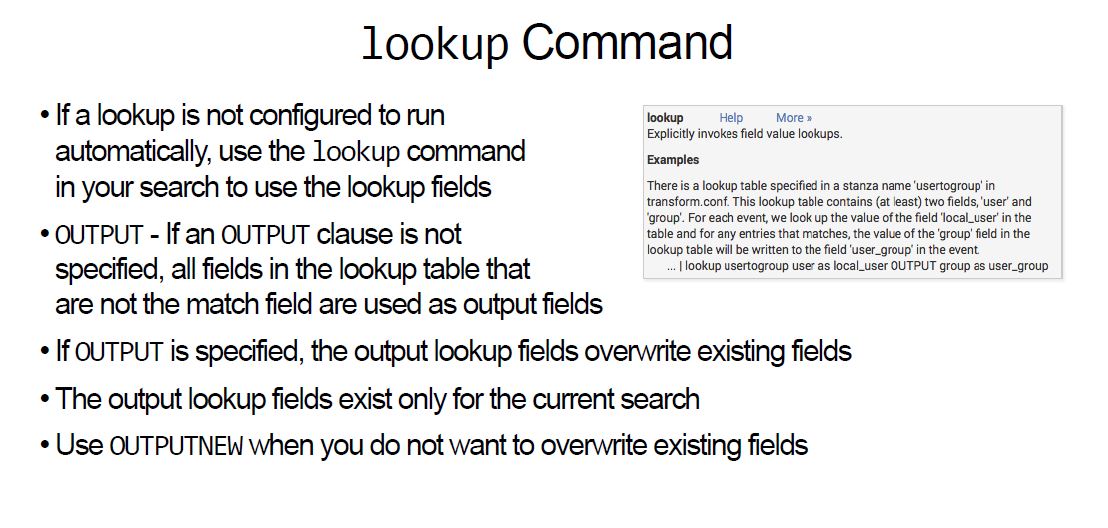 lookup Command
• If a lookup is not configured to run
automatically, use the lookup command
in your search to use the lookup fields
• OUTPUT - If an OUTPUT clause is not
specified, all fields in the lookup table that
are not the match field are used as output fields
• If OUTPUT is specified, the output lookup fields overwrite existing fields
• The output lookup fields exist only for the current search
• Use OUTPUTNEW when you do not want to overwrite existing fields
lookup Help More »
Explicitly invokes field value lookups.
Examples
There is a lookup table specified in a stanza name 'usertogroup' in
transform.conf. This lookup table contains (at least) two fields, 'user' and
'group'. For each event, we look up the value of the field 'local_user' in the
table and for any entries that matches, the value of the 'group' field in the
lookup table will be written to the field 'user_group' in the event.
... | lookup usertogroup user as local_user OUTPUT group as user_group